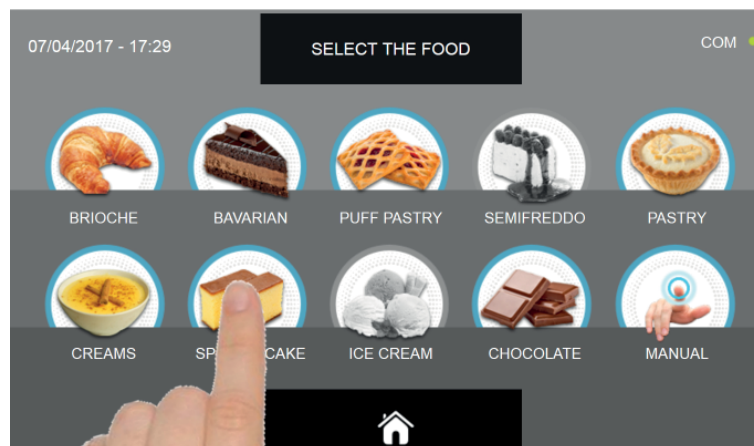 07/04/2017 - 17:29
SELECT THE FOOD
COM
BRIOCHE
BAVARIAN
PUFF PASTRY
SEMIFREDDO
PASTRY
CREAMS
SP CAKE
ICE CREAM
CHOCOLATE
MANUAL